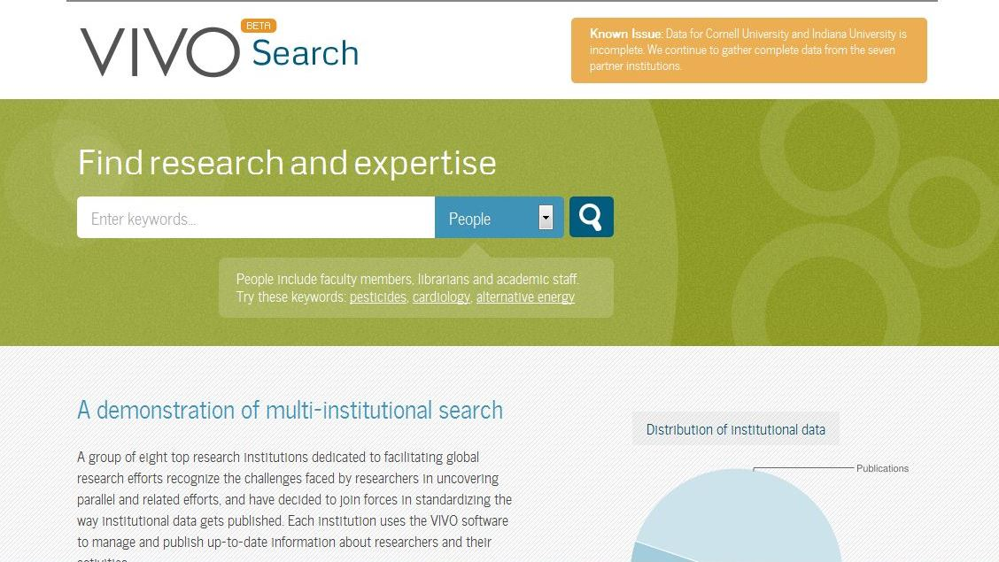 VIVO BETA Search
Known Issue: Data for Cornell University and Indiana University is
incomplete. We continue to gather complete data from the seven
partner institutions.
Find research and expertise
Enter keywords...
People
People include faculty members, librarians and academic staff.
Try these keywords: pesticides, cardiology, alternative energy
A demonstration of multi-institutional search
A group of eight top research institutions dedicated to facilitating global
research efforts recognize the challenges faced by researchers in uncovering
parallel and related efforts, and have decided to join forces in standardizing the
way institutional data gets published. Each institution uses the VIVO software
to manage and publish up-to-date information about researchers and their
Distribution of institutional data
Publications